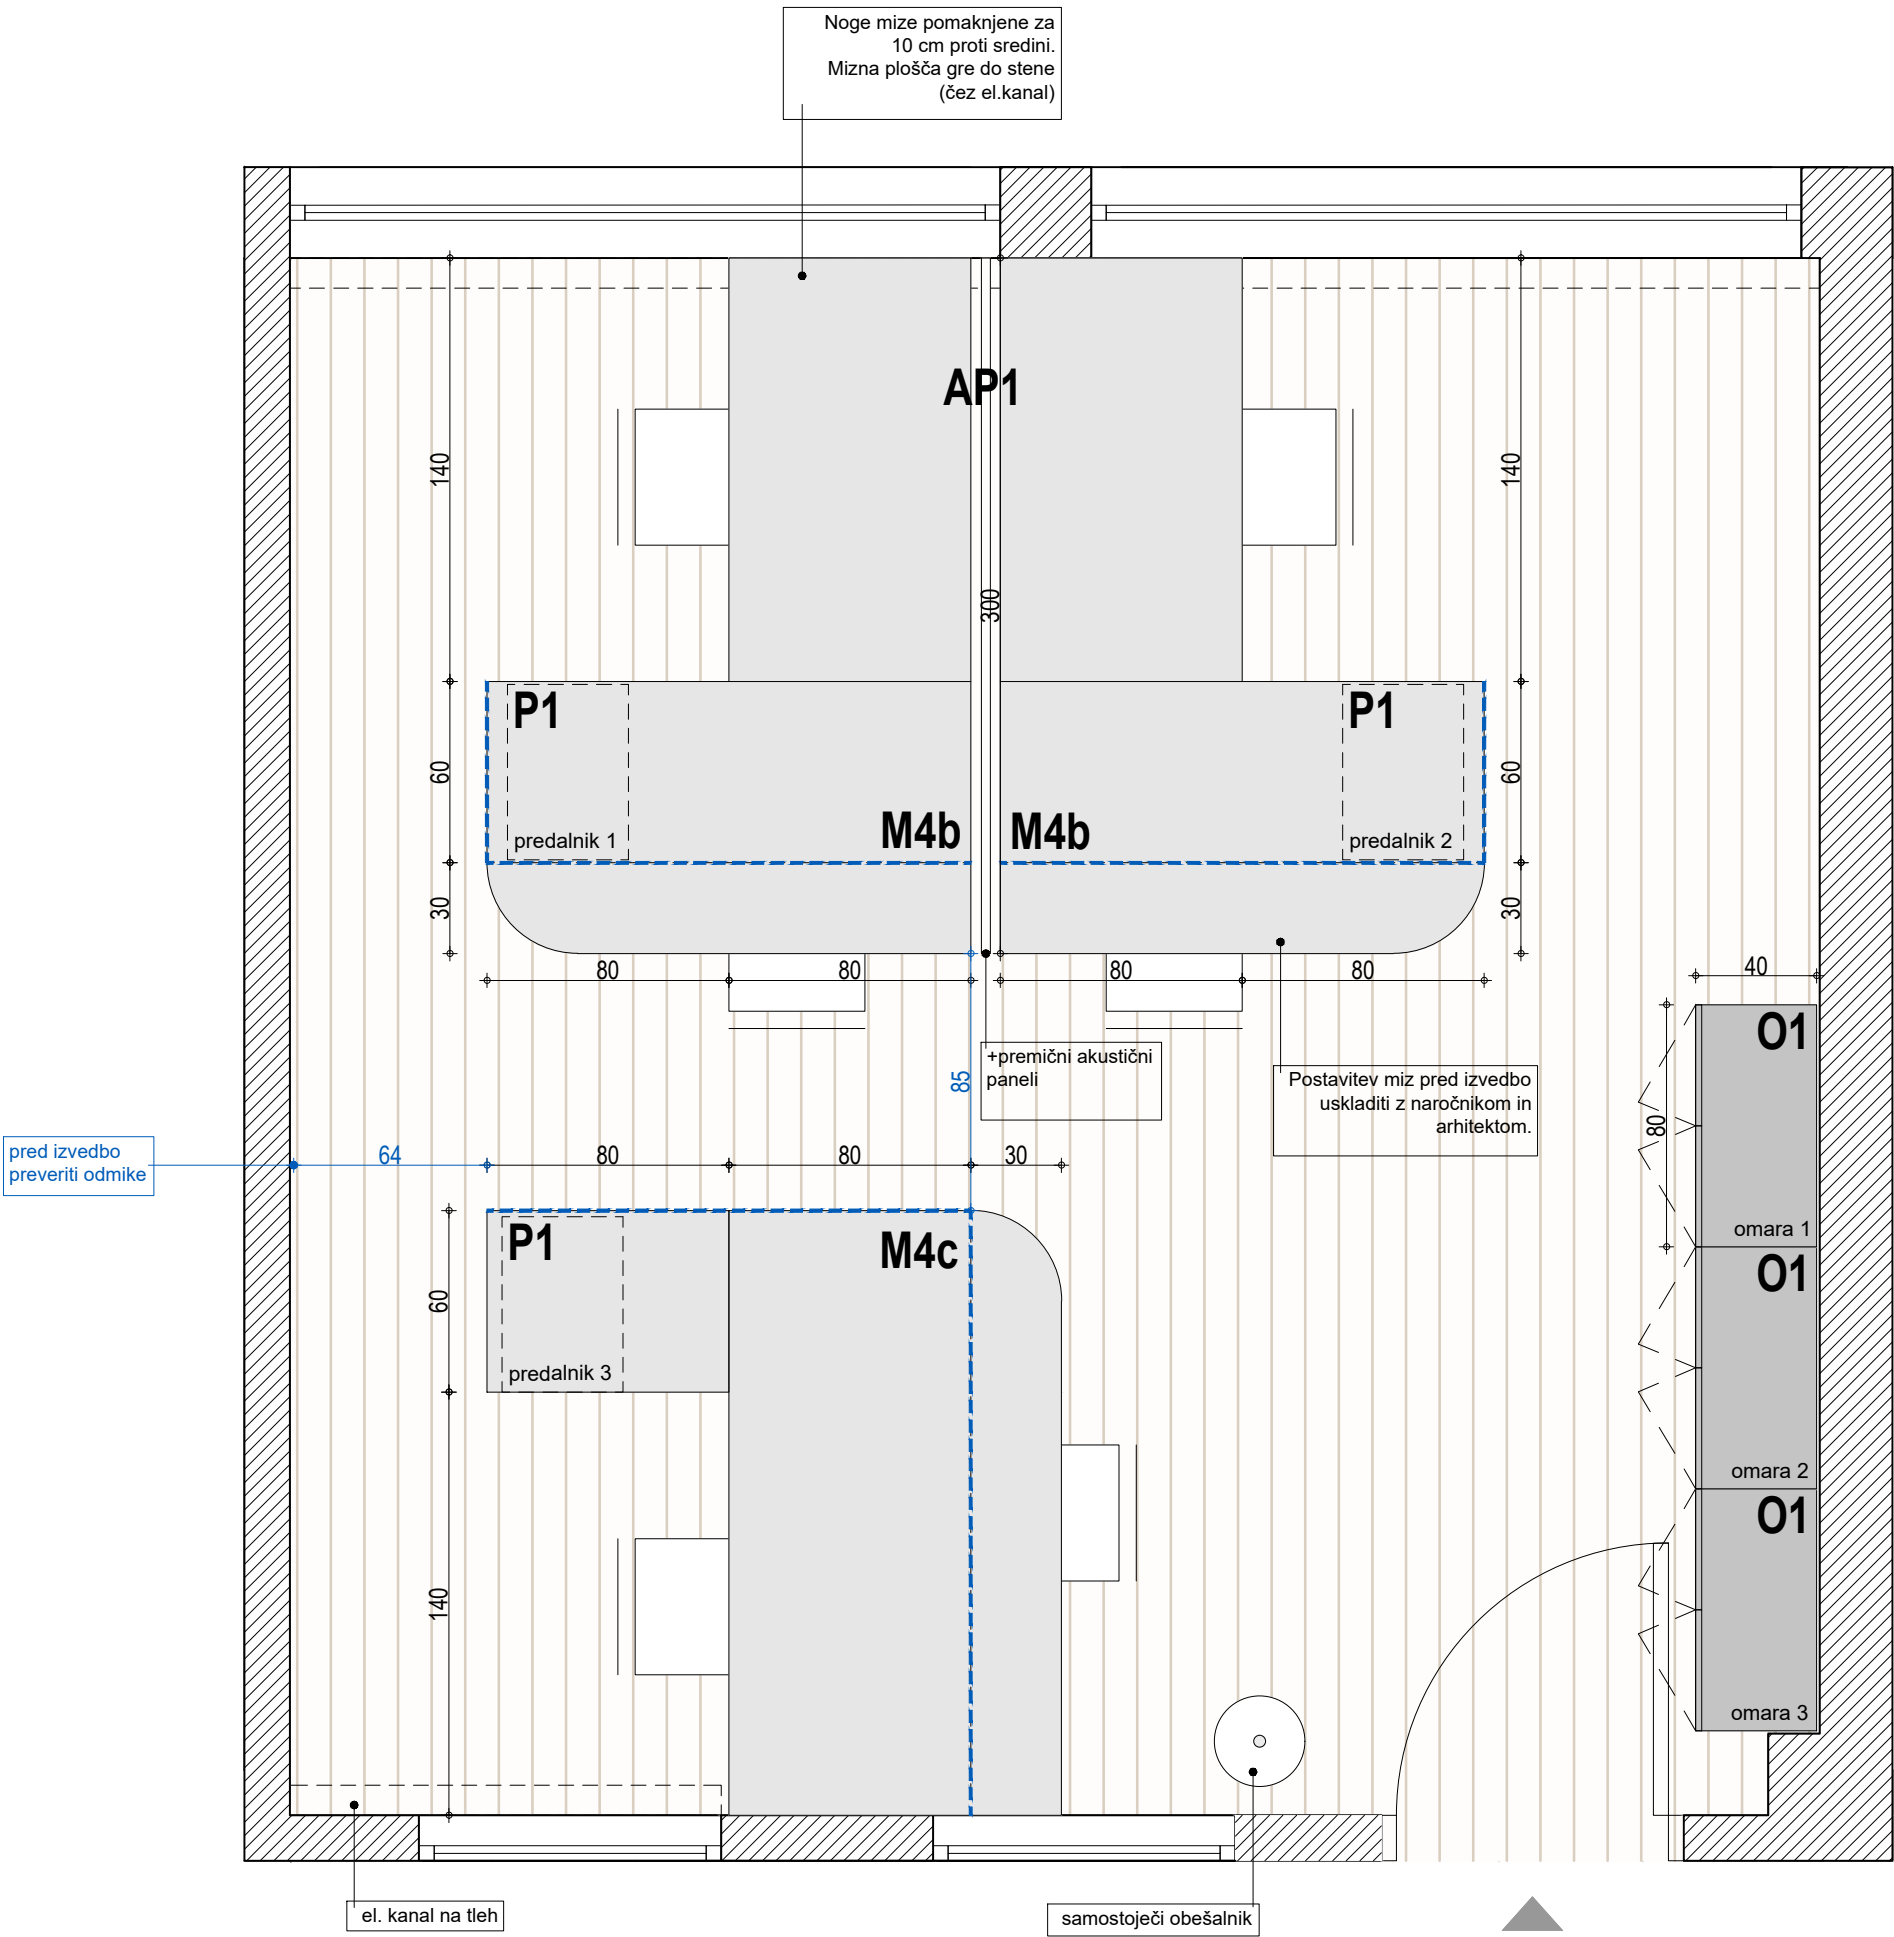 Noge mize pomaknjene za
10 cm proti sredini.
Mizna plošča gre do stene
(čez el.kanal)
AP1
140
140
300
P1
P1
60
60
predalnik 1
M4b
M4b
predalnik 2
30
30
80
80
80
80
40
O1
+premični akustični
paneli
85
Postavitev miz pred izvedbo
uskladiti z naročnikom in
arhitektom.
80
pred izvedbo
preveriti odmike
64
80
80
30
omara 1
P1
M4c
O1
60
predalnik 3
omara 2
O1
140
omara 3
el. kanal na tleh
samostoječi obešalnik